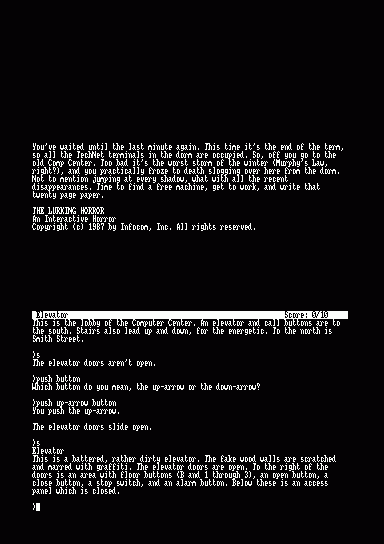 You've waited until the last minute again. This time it's the end of the term,
so all the TechNet terminals in the dorm are occupied. So, off you go to the
old Comp Center. Too bad it's the worst storm of the winter (Murphy's Law,
right?), and you practically froze to death slogging over here from the dorm.
Not to mention jumping at every shadow, what with all the recent
disappearances. Time to find a free machine, get to work, and write that
twenty page paper.
THE LURKING HORROR
An Interactive Horror
Copyright (c) 1987 by Infocom, Inc. All rights reserved.
Elevator Score: 0/10
This is the lobby of the Computer Center. An elevator and call buttons are to
the south. Stairs also lead up and down, for the energetic. To the north is
Smith Street.
>s
The elevator doors aren't open.
>push button
Which button do you mean, the up-arrow or the down-arrow?
>push up-arrow button
You push the up-arrow.
The elevator doors slide open.
>s
Elevator
This is a battered, rather dirty elevator. The fake wood walls are scratched
and marred with graffiti. The elevator doors are open. To the right of the
doors is an area with floor buttons (B and 1 through 3), an open button, a
close button, a stop switch, and an alarm button. Below these is an access
panel which is closed.
>